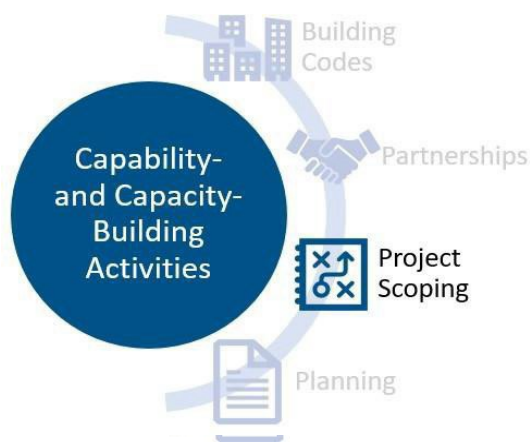 Building
Codes
Capability-
and Capacity-
Building
Activities
Partnerships
Project
Scoping
Planning